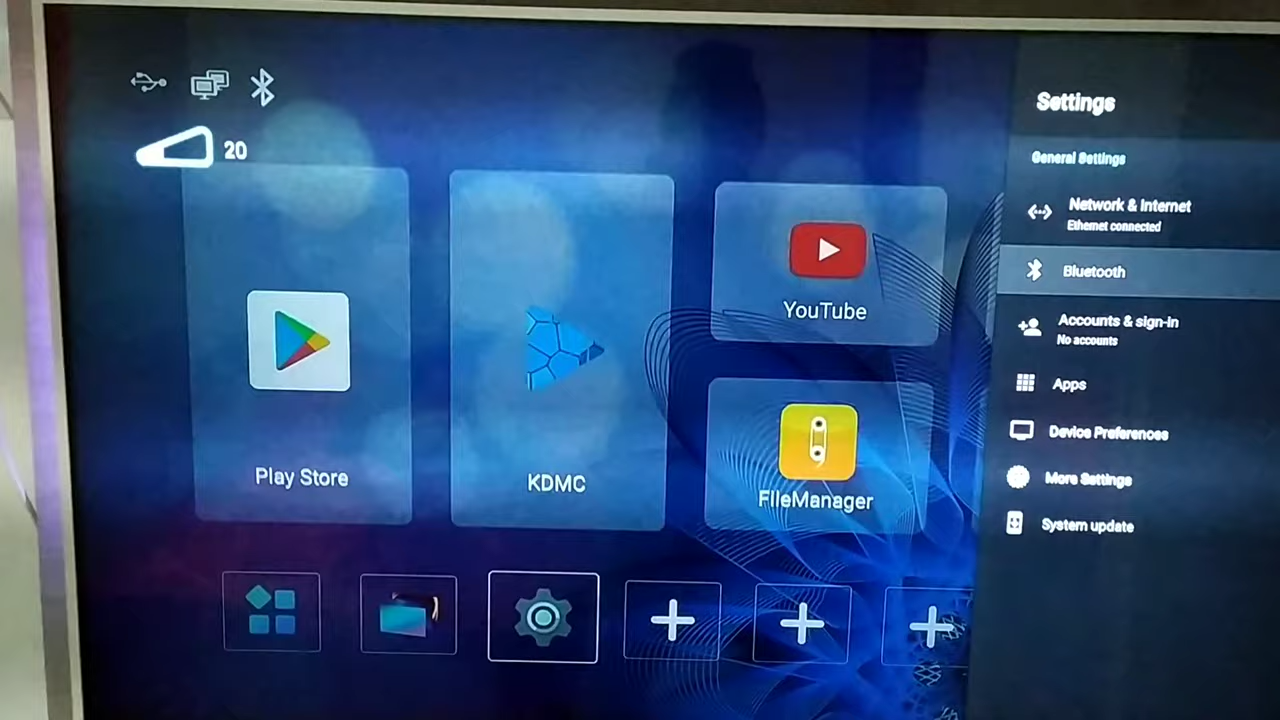 20
Play Store
KDMC
YouTube
FileManager
Settings
General Settings
Network & Internet
Ethernet connected
Bluetooth
Accounts & sign-in
No accounts
Apps
Device Preferences
More Settings
System update